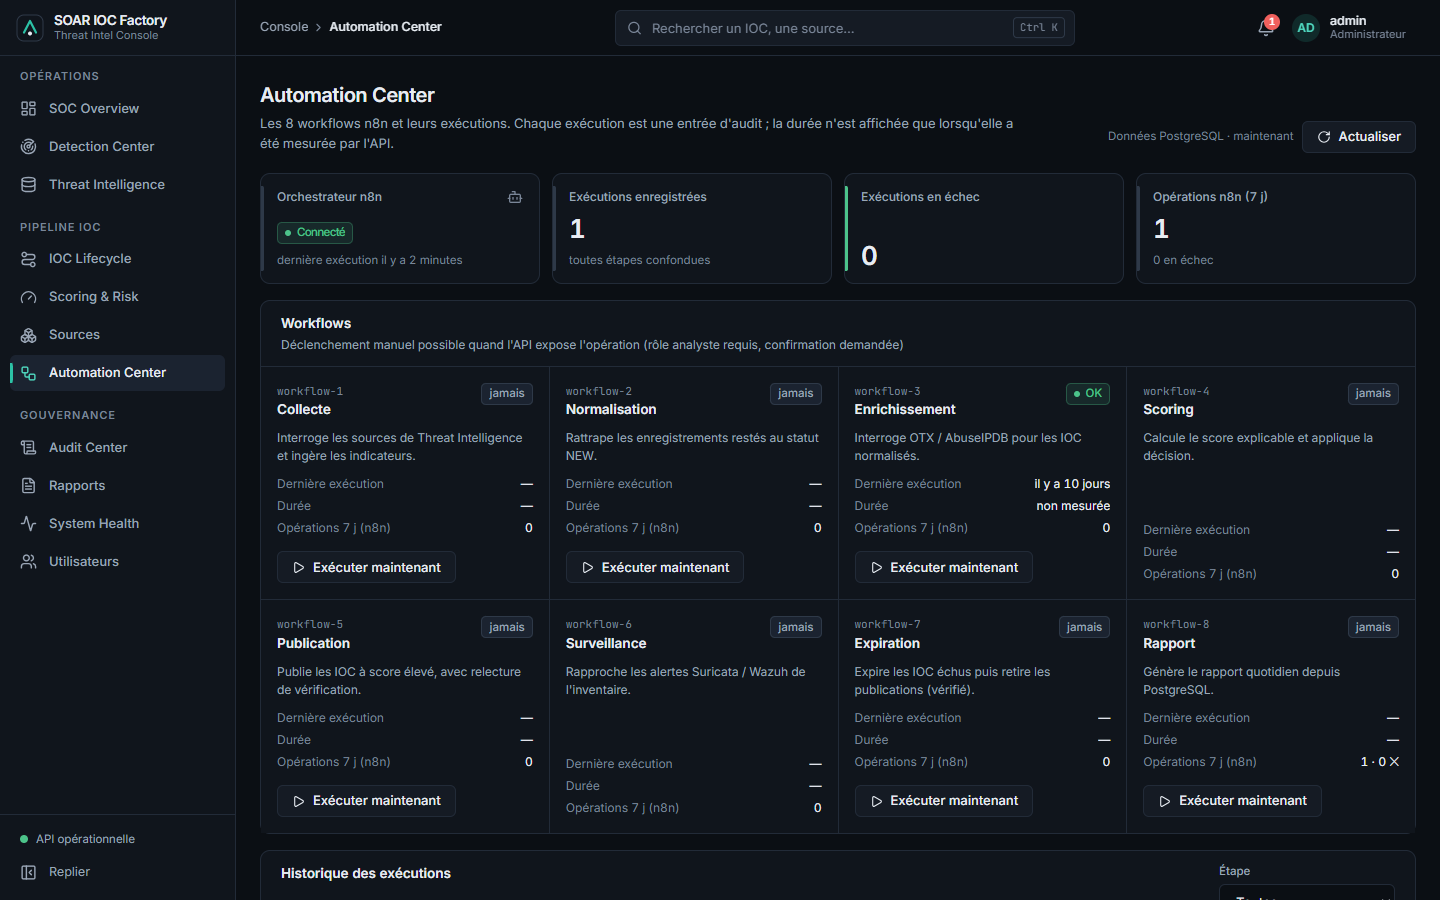 SOAR IOC Factory
Threat Intel Console
Console > Automation Center
Rechercher un IOC, une source...
Ctrl K
1
AD
admin
Administrateur
OPÉRATIONS
SOC Overview
Detection Center
Threat Intelligence
PIPELINE IOC
IOC Lifecycle
Scoring & Risk
Sources
Automation Center
GOUVERNANCE
Audit Center
Rapports
System Health
Utilisateurs
API opérationnelle
Replier
Automation Center
Les 8 workflows n8n et leurs exécutions. Chaque exécution est une entrée d'audit ; la durée n'est affichée que lorsqu'elle a
été mesurée par l'API.
Données PostgreSQL · maintenant
Actualiser
Orchestrateur n8n
Connecté
dernière exécution il y a 2 minutes
Exécutions enregistrées
1
toutes étapes confondues
Exécutions en échec
0
Opérations n8n (7 j)
1
0 en échec
Workflows
Déclenchement manuel possible quand l'API expose l'opération (rôle analyste requis, confirmation demandée)
workflow-1
jamais
Collecte
Interroge les sources de Threat Intelligence
et ingère les indicateurs.
Dernière exécution —
Durée —
Opérations 7 j (n8n) 0
Exécuter maintenant
workflow-2
jamais
Normalisation
Rattrape les enregistrements restés au statut
NEW.
Dernière exécution —
Durée —
Opérations 7 j (n8n) 0
Exécuter maintenant
workflow-3
OK
Enrichissement
Interroge OTX / AbuseIPDB pour les IOC
normalisés.
Dernière exécution il y a 10 jours
Durée non mesurée
Opérations 7 j (n8n) 0
Exécuter maintenant
workflow-4
jamais
Scoring
Calcule le score explicable et applique la
décision.
Dernière exécution —
Durée —
Opérations 7 j (n8n) 0
workflow-5
jamais
Publication
Publie les IOC à score élevé, avec relecture
de vérification.
Dernière exécution —
Durée —
Opérations 7 j (n8n) 0
Exécuter maintenant
workflow-6
jamais
Surveillance
Rapproche les alertes Suricata / Wazuh de
l'inventaire.
Dernière exécution —
Durée —
Opérations 7 j (n8n) 0
workflow-7
jamais
Expiration
Expire les IOC échus puis retire les
publications (vérifié).
Dernière exécution —
Durée —
Opérations 7 j (n8n) 0
Exécuter maintenant
workflow-8
jamais
Rapport
Génère le rapport quotidien depuis
PostgreSQL.
Dernière exécution —
Durée —
Opérations 7 j (n8n) 1 · 0 ✕
Exécuter maintenant
Historique des exécutions
Étape